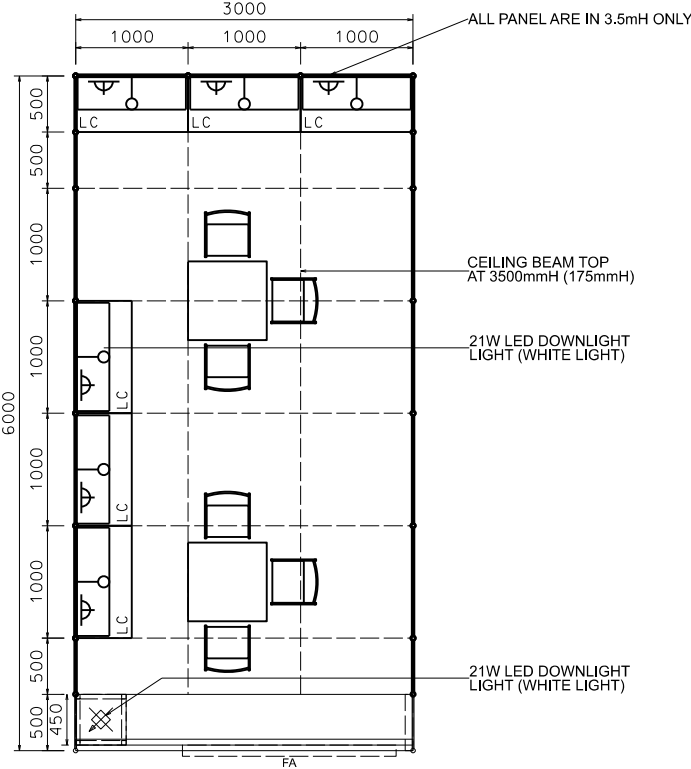 3000
ALL PANEL ARE IN 3.5mH ONLY
1000 1000 1000
500
LC LC LC
500
1000
CEILING BEAM TOP
AT 3500mmH (175mmH)
1000
21W LED DOWNLIGHT
LIGHT (WHITE LIGHT)
LC
6000
1000
LC
1000
LC
500
21W LED DOWNLIGHT
LIGHT (WHITE LIGHT)
500
450
FA